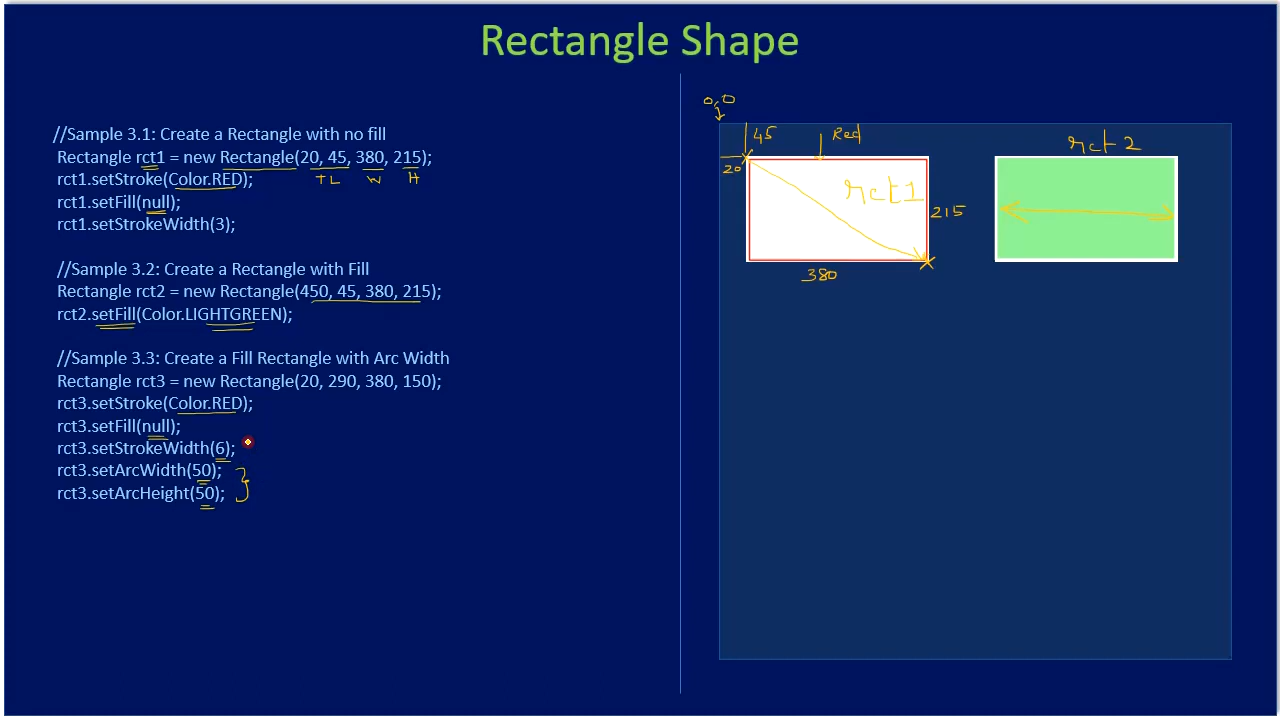 Rectangle Shape
//Sample 3.1: Create a Rectangle with no fill
Rectangle rct1 = new Rectangle(20, 45, 380, 215);
TL W H
rct1.setStroke(Color.RED);
rct1.setFill(null);
rct1.setStrokeWidth(3);
//Sample 3.2: Create a Rectangle with Fill
Rectangle rct2 = new Rectangle(450, 45, 380, 215);
rct2.setFill(Color.LIGHTGREEN);
//Sample 3.3: Create a Fill Rectangle with Arc Width
Rectangle rct3 = new Rectangle(20, 290, 380, 150);
rct3.setStroke(Color.RED);
rct3.setFill(null);
rct3.setStrokeWidth(6);
rct3.setArcWidth(50);
rct3.setArcHeight(50);
0,0
45 Red
20
rct1
215
380
rct2